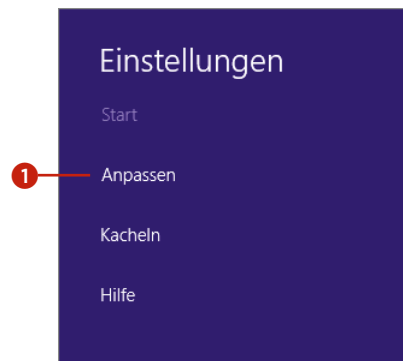 Einstellungen
Start
1 Anpassen
Kacheln
Hilfe